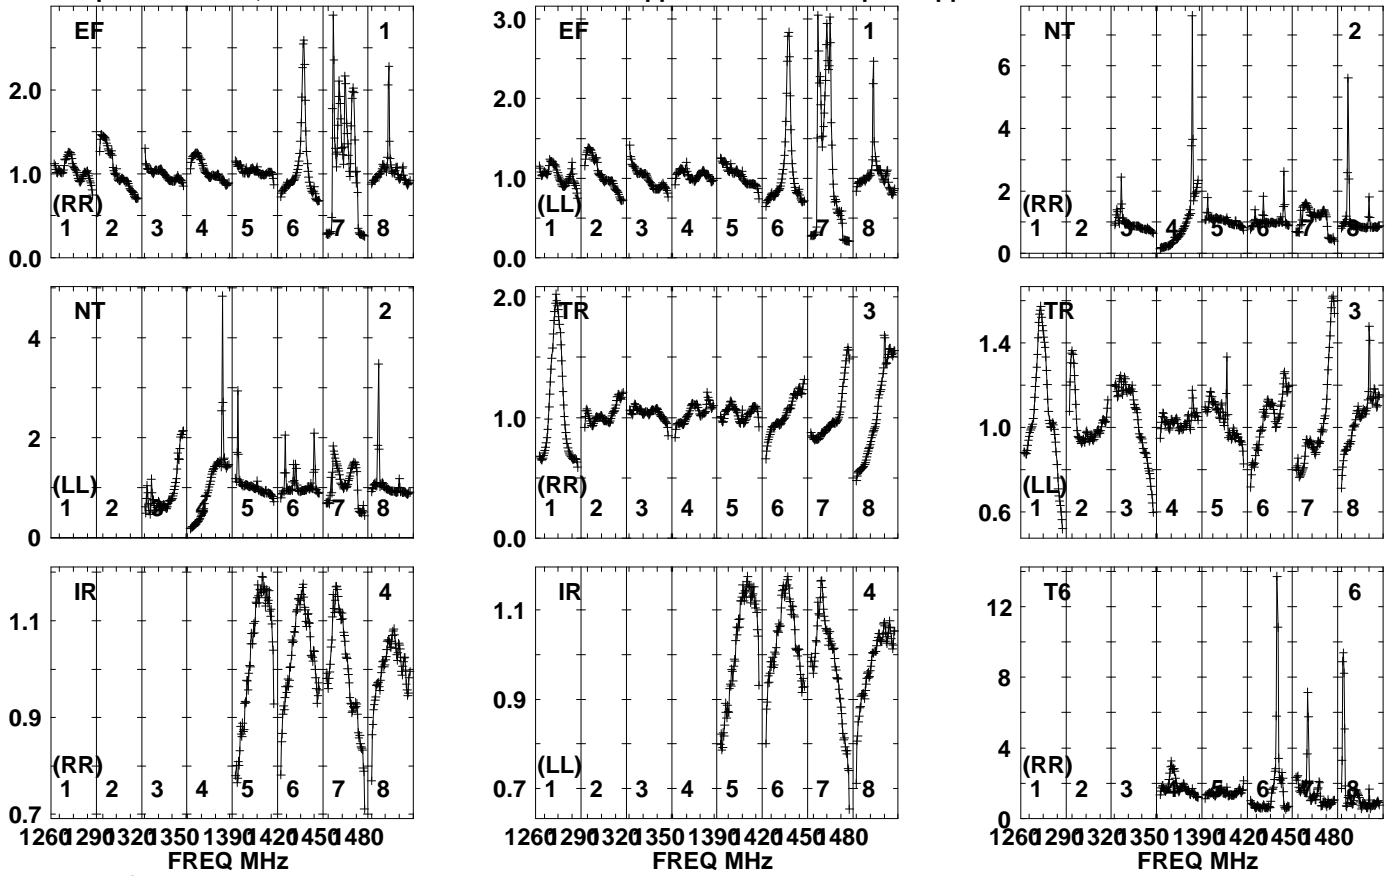 EF 1
2.0
1.0
(RR)
1 2 3 4 5 6 7 8
0.0
EF 1
3.0
2.0
1.0
(LL)
1 2 3 4 5 6 7 8
0.0
NT 2
6
4
2
(RR)
1 2 3 4 5 6 7 8
0
NT 2
4
2
(LL)
1 2 3 4 5 6 7 8
0
TR 3
2.0
1.0
(RR)
1 2 3 4 5 6 7 8
0.0
TR 3
1.4
1.0
(LL)
1 2 3 4 5 6 7 8
0.6
IR 4
1.1
0.9
(RR)
1 2 3 4 5 6 7 8
0.7
1260 1290 1320 1350 1390 1420 1450 1480
FREQ MHz
IR 4
1.1
0.9
(LL)
1 2 3 4 5 6 7 8
0.7
1260 1290 1320 1350 1390 1420 1450 1480
FREQ MHz
T6 6
12
8
4
(RR)
1 2 3 4 5 6 7 8
0
1260 1290 1320 1350 1390 1420 1450 1480
FREQ MHz